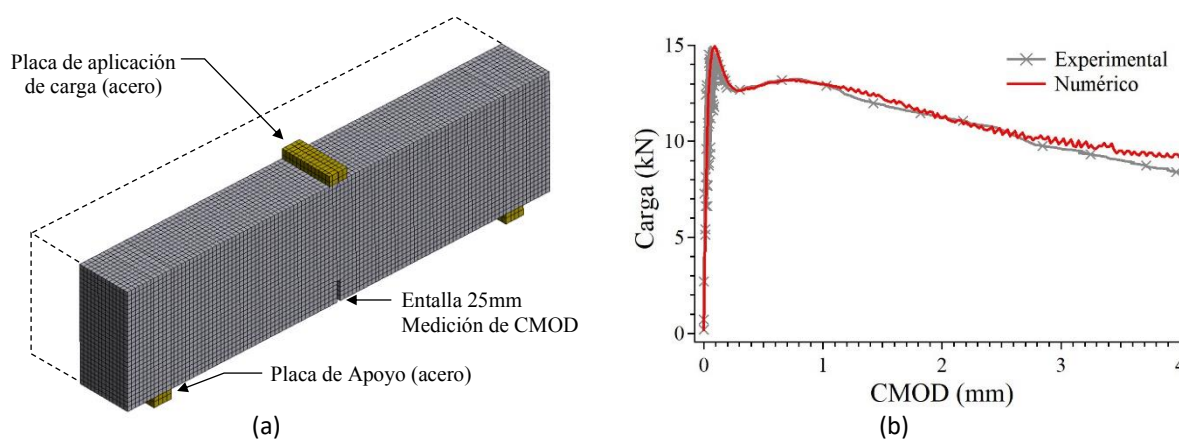 Placa de aplicación
de carga (acero)
Entalla 25mm
Medición de CMOD
Placa de Apoyo (acero)
(a)
15
10
5
0
Carga (kN)
Experimental
Numérico
0
1
2
3
4
CMOD (mm)
(b)